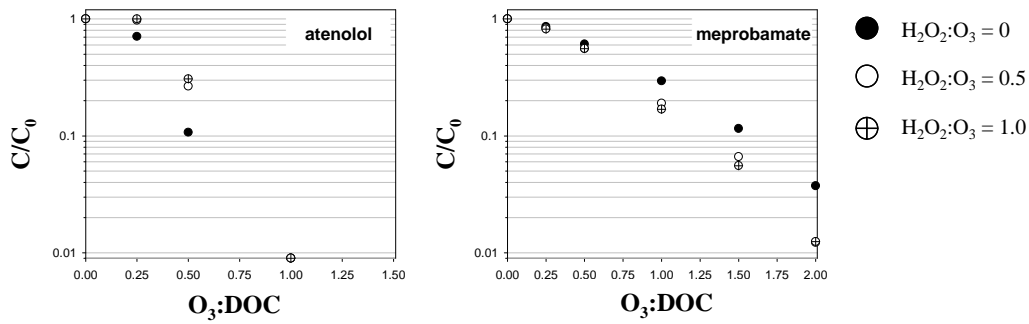 atenolol
C/C₀
1
0.1
0.01
0.00 0.25 0.50 0.75 1.00 1.25 1.50
O₃:DOC
meprobamate
C/C₀
1
0.1
0.01
0.00 0.25 0.50 0.75 1.00 1.25 1.50 1.75 2.00
O₃:DOC
H₂O₂:O₃ = 0
H₂O₂:O₃ = 0.5
H₂O₂:O₃ = 1.0